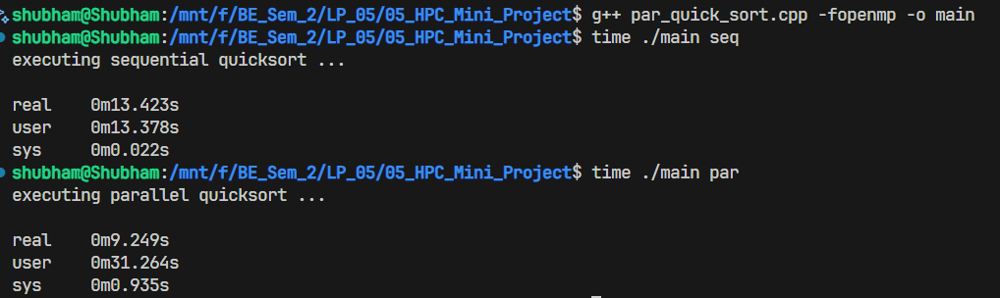 shubham@Shubham:/mnt/f/BE_Sem_2/LP_05/05_HPC_Mini_Project$ g++ par_quick_sort.cpp -fopenmp -o main
shubham@Shubham:/mnt/f/BE_Sem_2/LP_05/05_HPC_Mini_Project$ time ./main seq
executing sequential quicksort ...

real    0m13.423s
user    0m13.378s
sys     0m0.022s
shubham@Shubham:/mnt/f/BE_Sem_2/LP_05/05_HPC_Mini_Project$ time ./main par
executing parallel quicksort ...

real    0m9.249s
user    0m31.264s
sys     0m0.935s